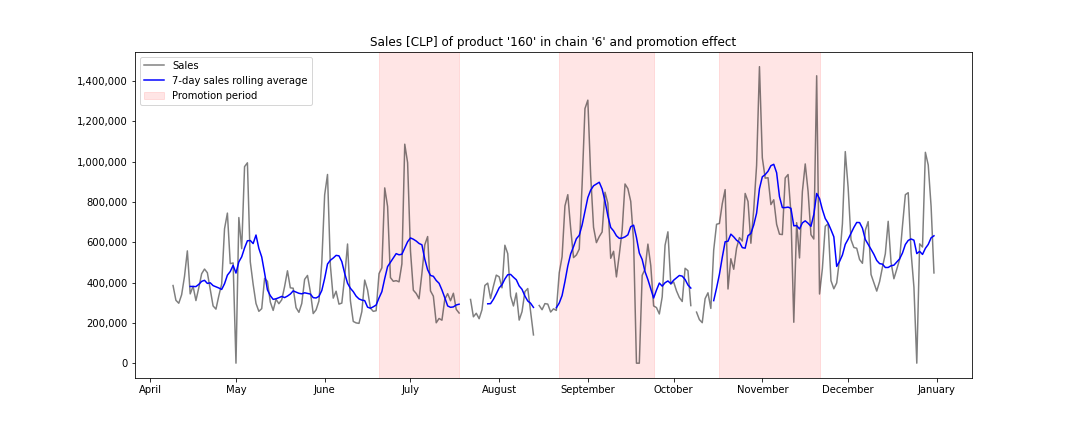 Sales [CLP] of product '160' in chain '6' and promotion effect
Sales
7-day sales rolling average
Promotion period
1,400,000
1,200,000
1,000,000
800,000
600,000
400,000
200,000
0
April May June July August September October November December January